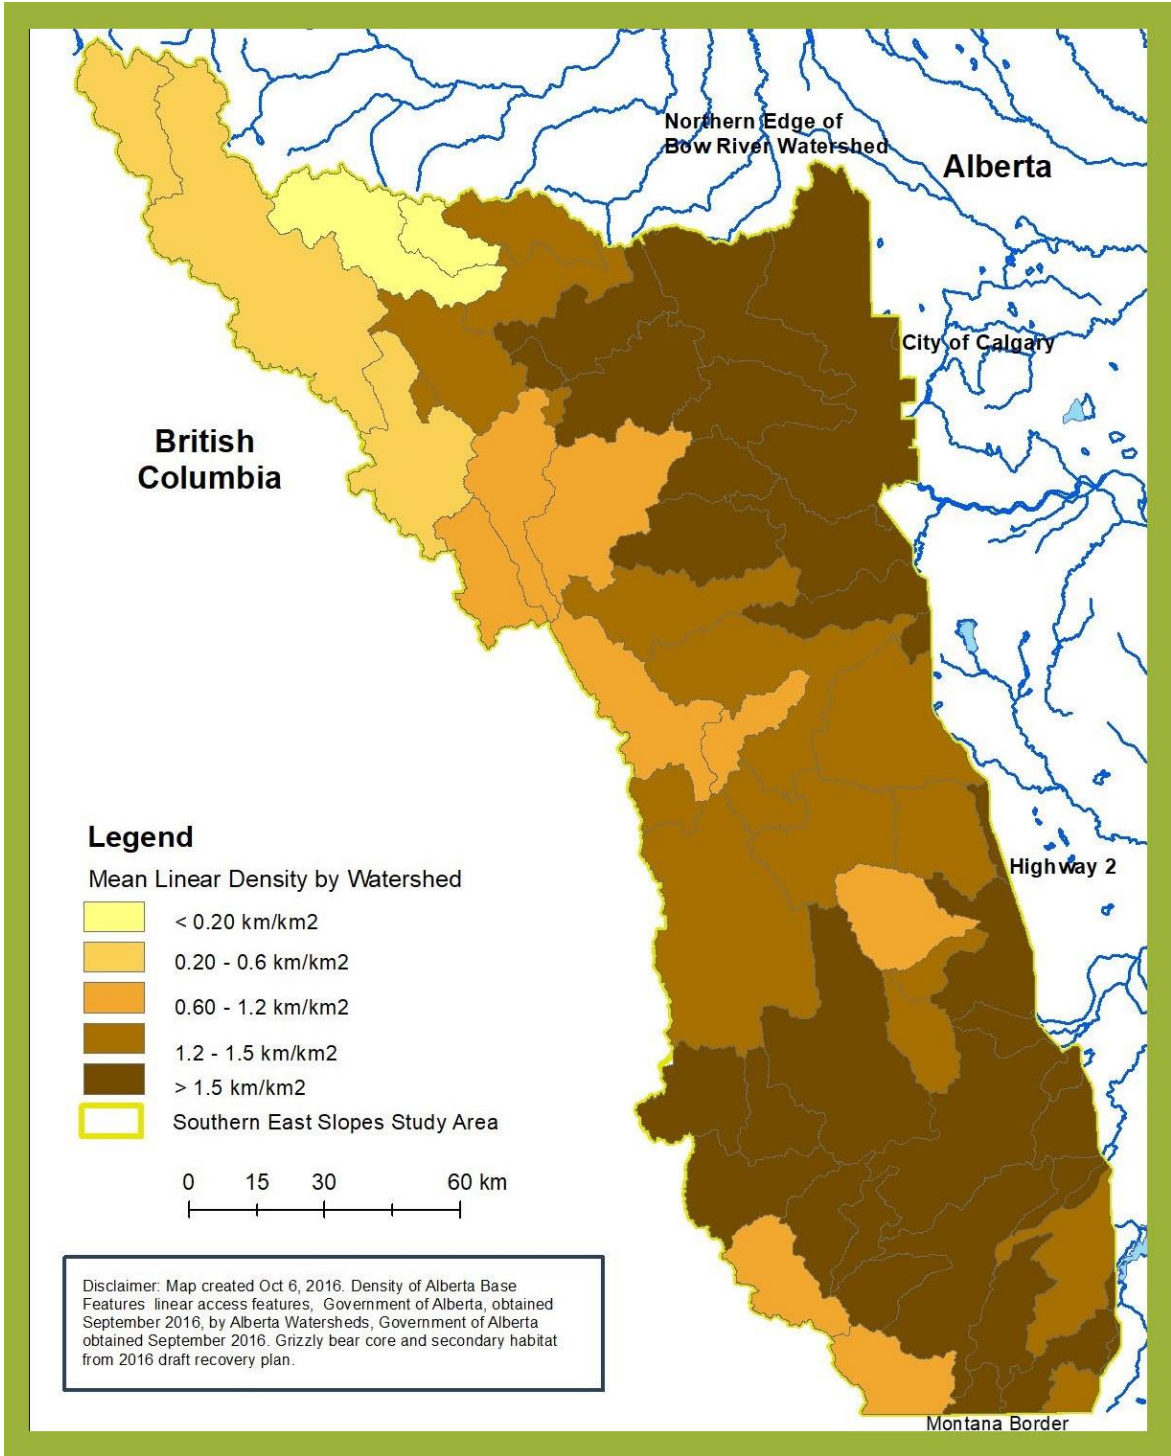 Northern Edge of
Bow River Watershed
Alberta
City of Calgary
British
Columbia
Highway 2
Legend
Mean Linear Density by Watershed
< 0.20 km/km2
0.20 - 0.6 km/km2
0.60 - 1.2 km/km2
1.2 - 1.5 km/km2
> 1.5 km/km2
Southern East Slopes Study Area
0 15 30 60 km
Disclaimer: Map created Oct 6, 2016. Density of Alberta Base
Features linear access features, Government of Alberta, obtained
September 2016, by Alberta Watersheds, Government of Alberta
obtained September 2016. Grizzly bear core and secondary habitat
from 2016 draft recovery plan.
Montana Border